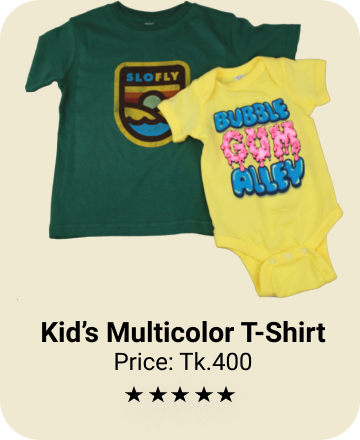 SLOFLY
BUBBLE
GUM
ALLEY
Kid's Multicolor T-Shirt
Price: Tk.400
★★★★★